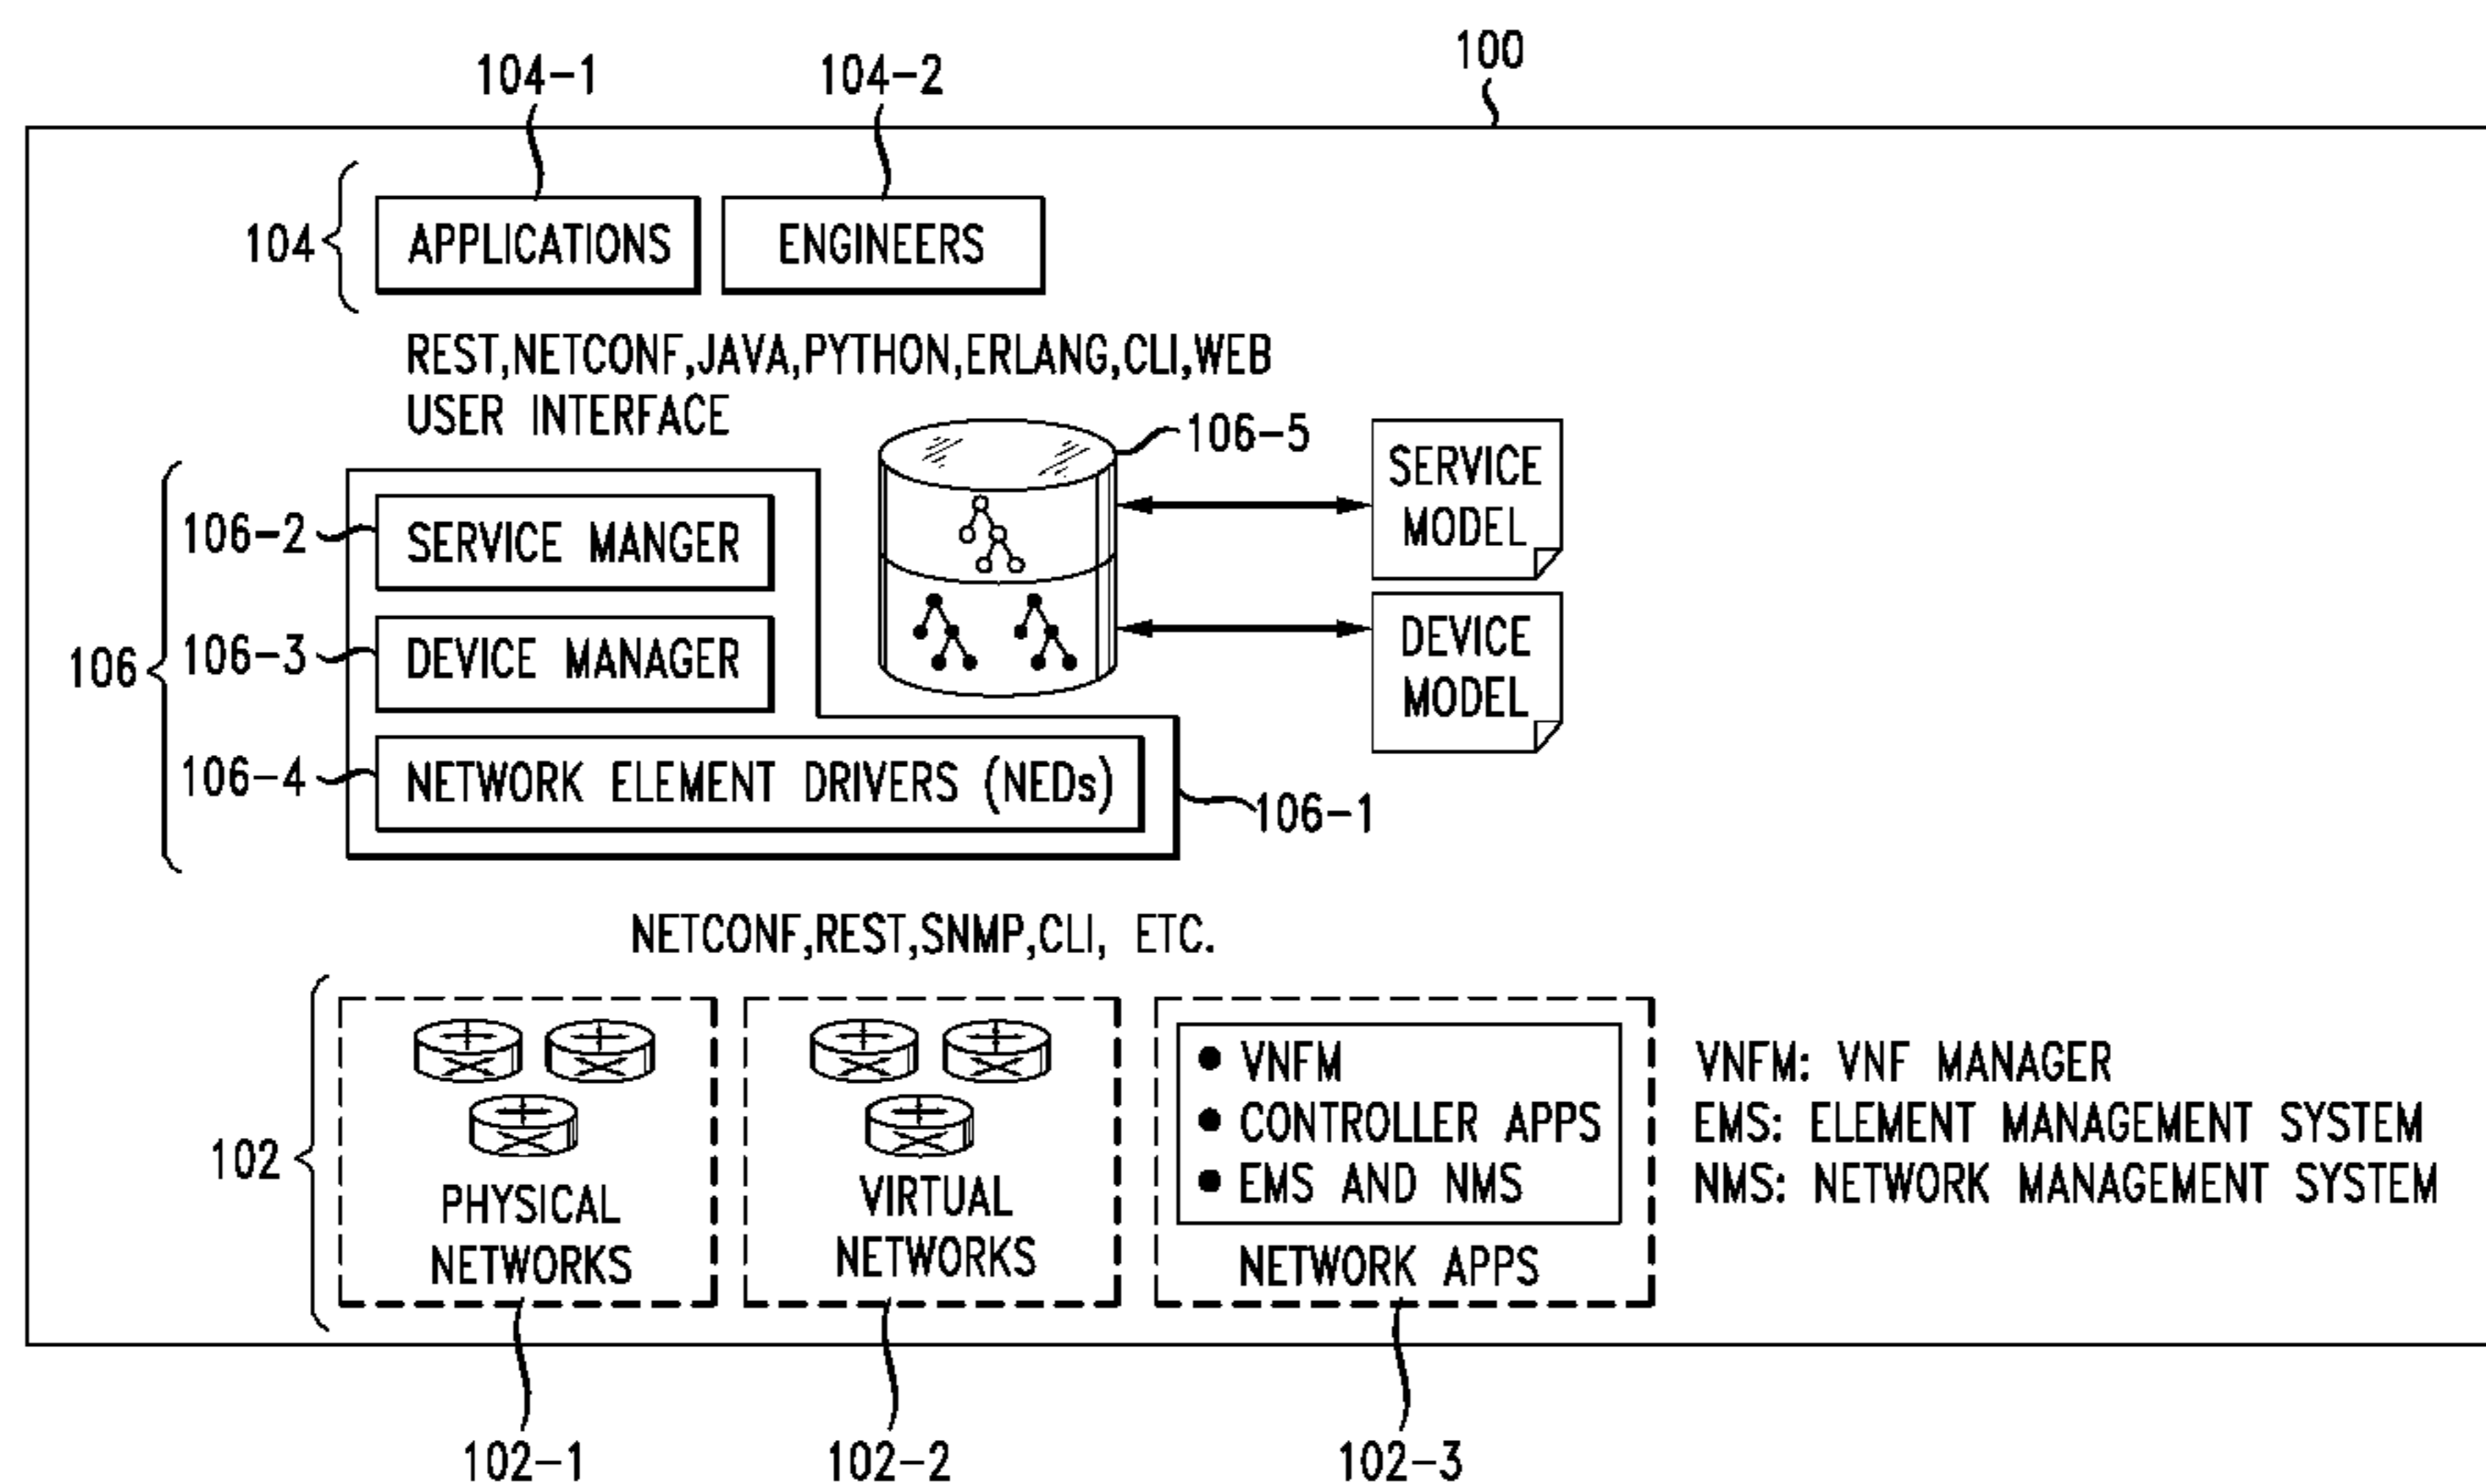 100
104-1
104-2
104
APPLICATIONS
ENGINEERS
REST,NETCONF,JAVA,PYTHON,ERLANG,CLI,WEB
USER INTERFACE
106-5
SERVICE
MODEL
106
106-2
SERVICE MANGER
106-3
DEVICE MANAGER
DEVICE
MODEL
106-4
NETWORK ELEMENT DRIVERS (NEDs)
106-1
NETCONF,REST,SNMP,CLI, ETC.
102
PHYSICAL
NETWORKS
VIRTUAL
NETWORKS
● VNFM
● CONTROLLER APPS
● EMS AND NMS
NETWORK APPS
VNFM: VNF MANAGER
EMS: ELEMENT MANAGEMENT SYSTEM
NMS: NETWORK MANAGEMENT SYSTEM
102-1
102-2
102-3